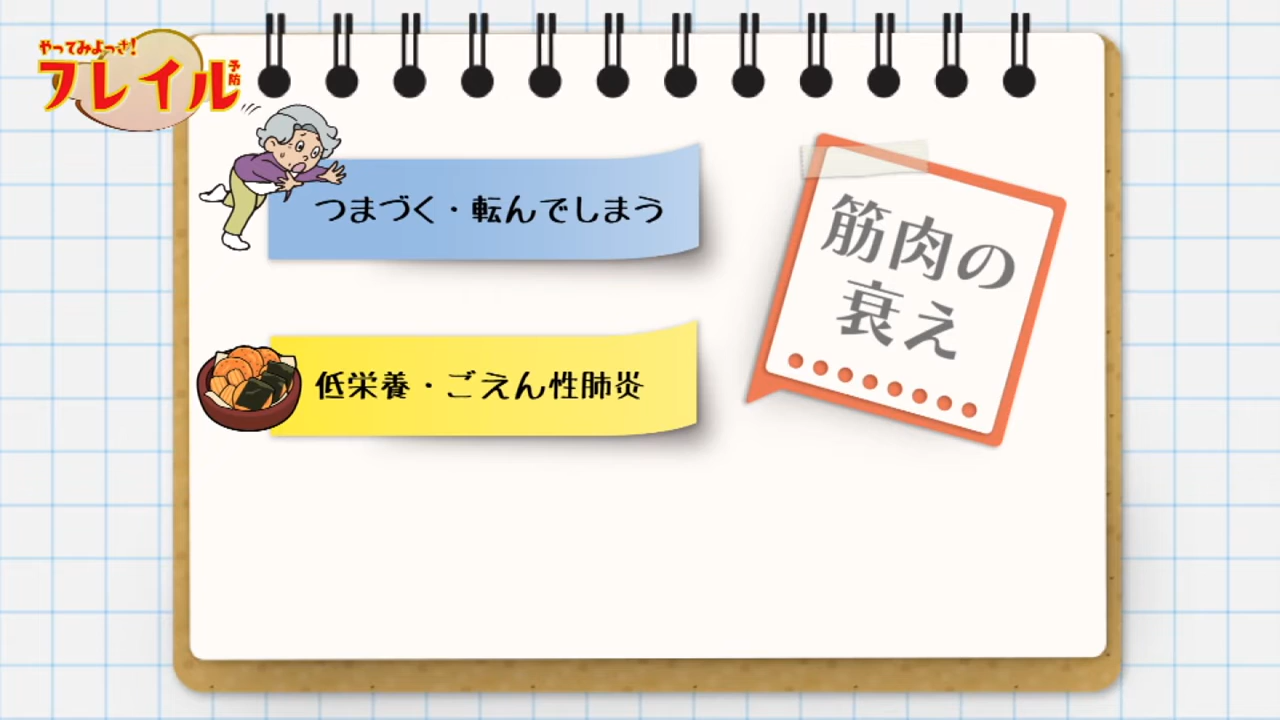 やってみよっさ!
フレイル予防
つまづく・転んでしまう
筋肉の
衰え
低栄養・ごえん性肺炎